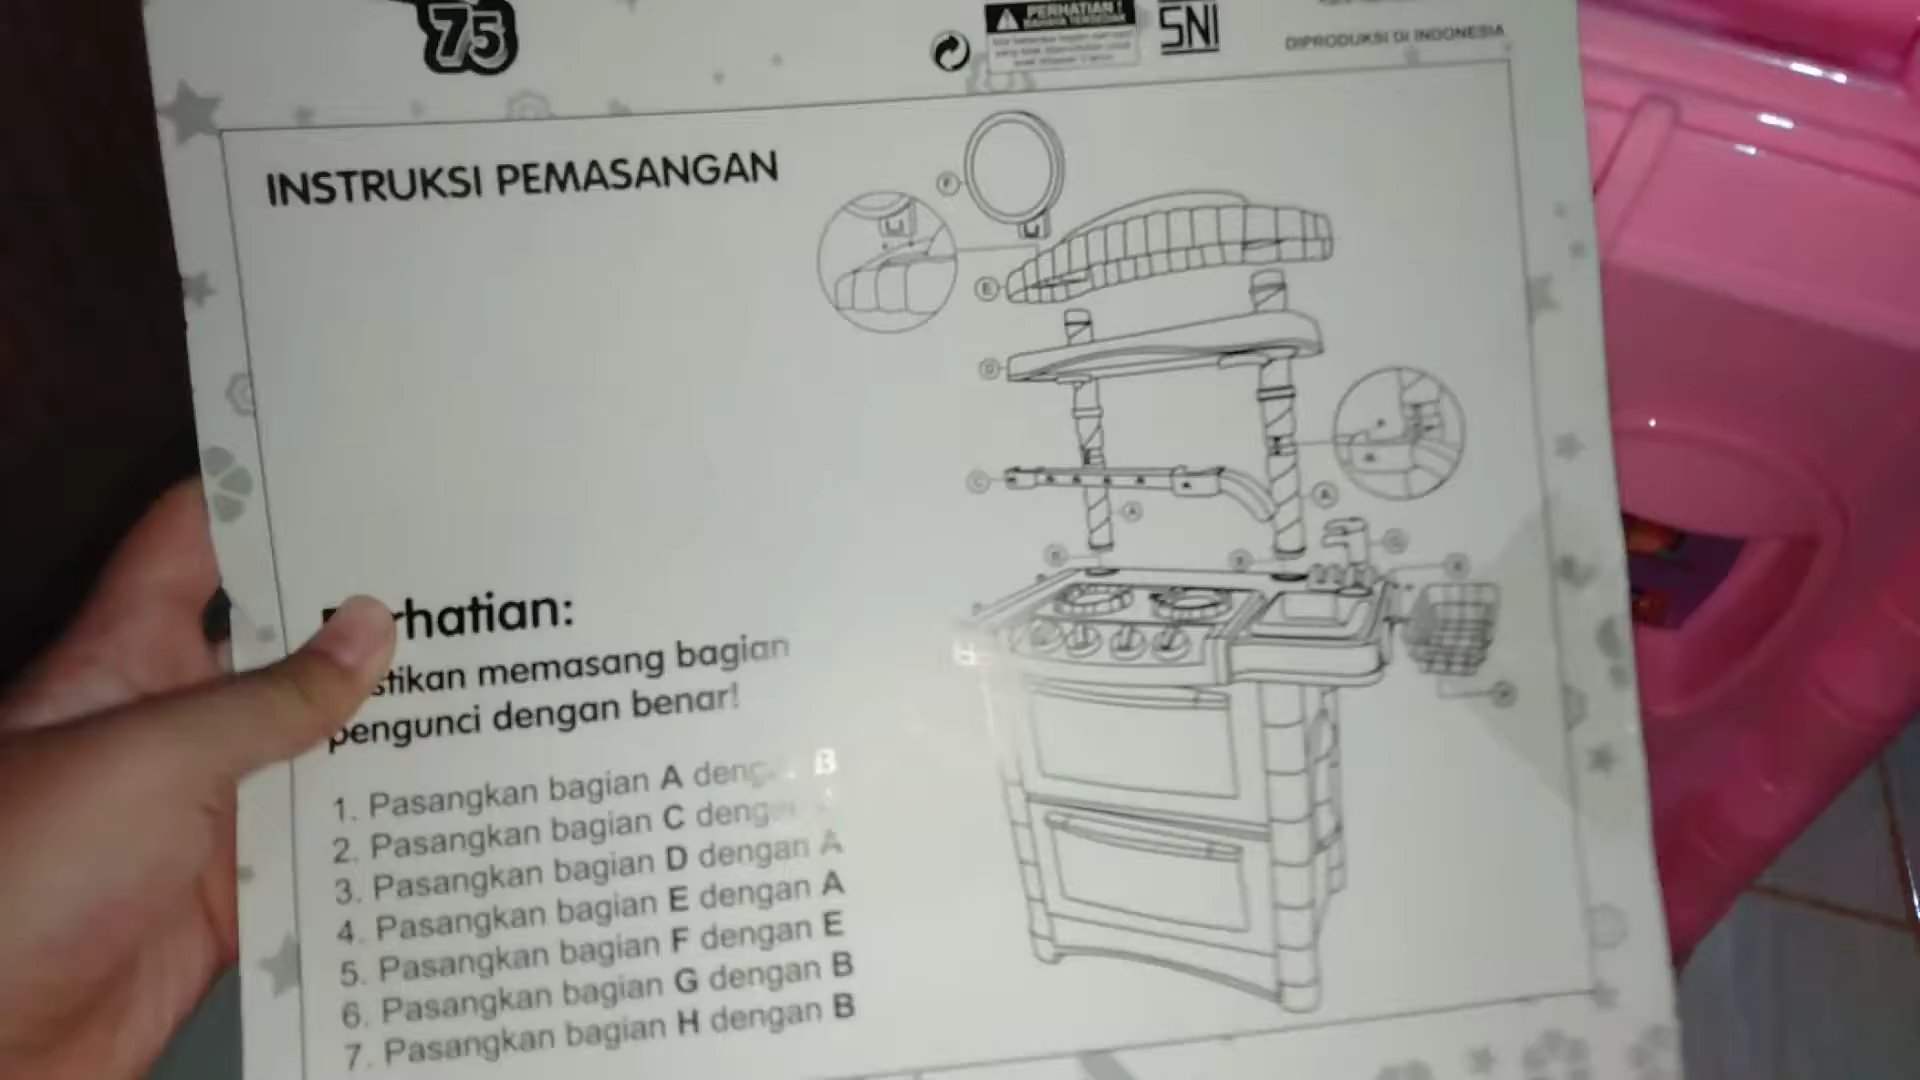 75
PERHATIAN !
SNI
DIPRODUKSI DI INDONESIA
INSTRUKSI PEMASANGAN
F
E
D
C
A
A
G
rhatian:
stikan memasang bagian
pengunci dengan benar!
1. Pasangkan bagian A B
2. Pasangkan bagian C
3. Pasangkan bagian D dengan A
4. Pasangkan bagian E dengan A
5. Pasangkan bagian F dengan E
6. Pasangkan bagian G dengan B
7. Pasangkan bagian H dengan B